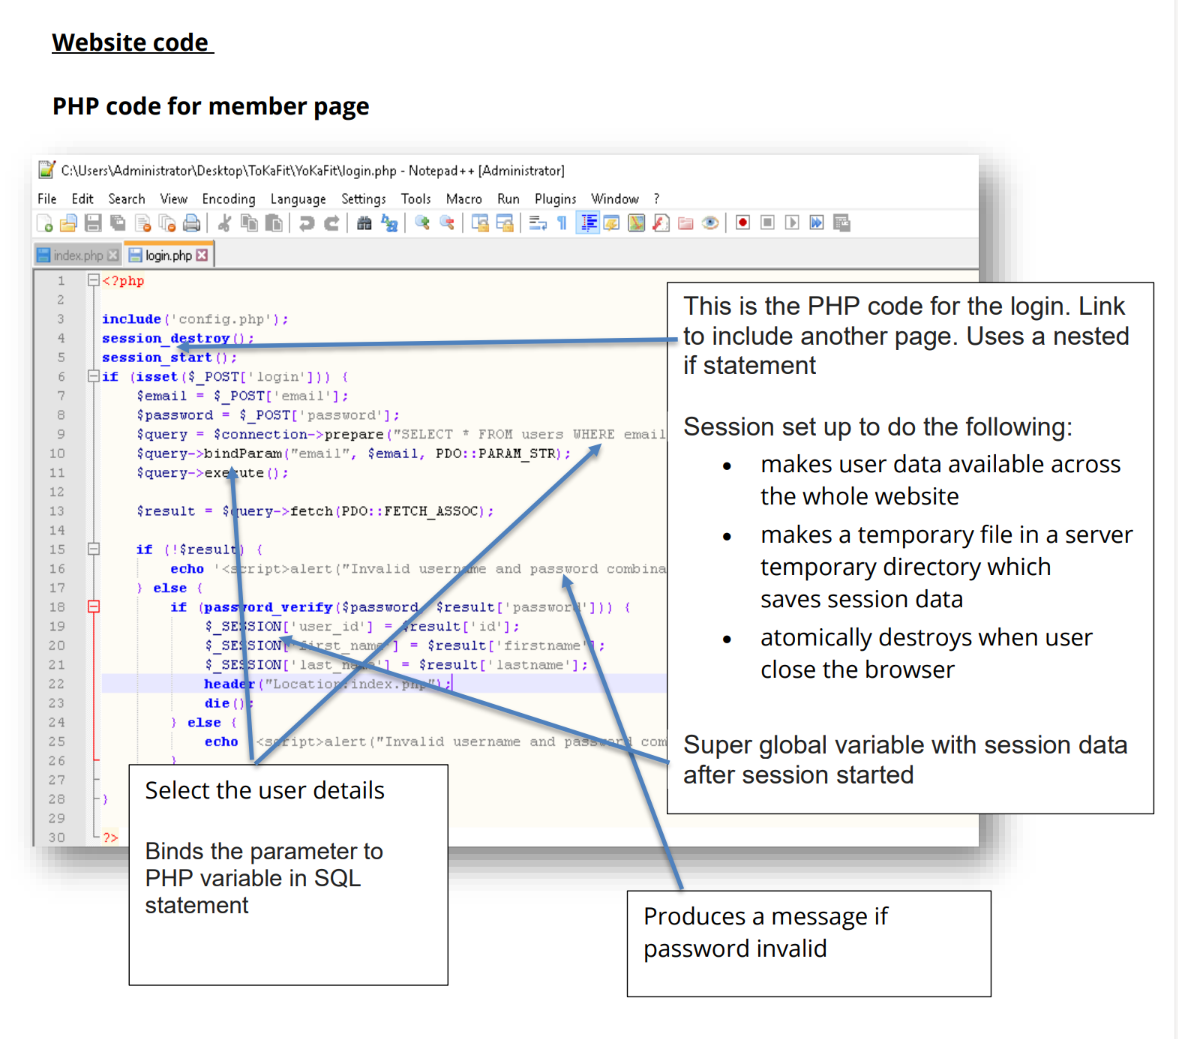 Website code
PHP code for member page
C:\Users\Administrator\Desktop\ToKaFit\YoKaFit\login.php - Notepad++ [Administrator]
File Edit Search View Encoding Language Settings Tools Macro Run Plugins Window ?
index.php login.php
1 <?php
2
3 include('config.php');
4 session_destroy();
5 session_start();
6 if (isset($_POST['login'])) {
7 $email = $_POST['email'];
8 $password = $_POST['password'];
9 $query = $connection->prepare("SELECT * FROM users WHERE email
10 $query->bindParam("email", $email, PDO::PARAM_STR);
11 $query->execute();
12
13 $result = $query->fetch(PDO::FETCH_ASSOC);
14
15 if (!$result) {
16 echo '<script>alert("Invalid username and password combina
17 } else {
18 if (password_verify($password, $result['password'])) {
19 $_SESSION['user_id'] = $result['id'];
20 $_SESSION['first_name'] = $result['firstname'];
21 $_SESSION['last_name'] = $result['lastname'];
22 header("Location:index.php");
23 die();
24 } else {
25 echo <script>alert("Invalid username and password com
26 }
27
28 }
29
30 ?>
This is the PHP code for the login. Link
to include another page. Uses a nested
if statement
Session set up to do the following:
• makes user data available across
the whole website
• makes a temporary file in a server
temporary directory which
saves session data
• atomically destroys when user
close the browser
Super global variable with session data
after session started
Select the user details
Binds the parameter to
PHP variable in SQL
statement
Produces a message if
password invalid